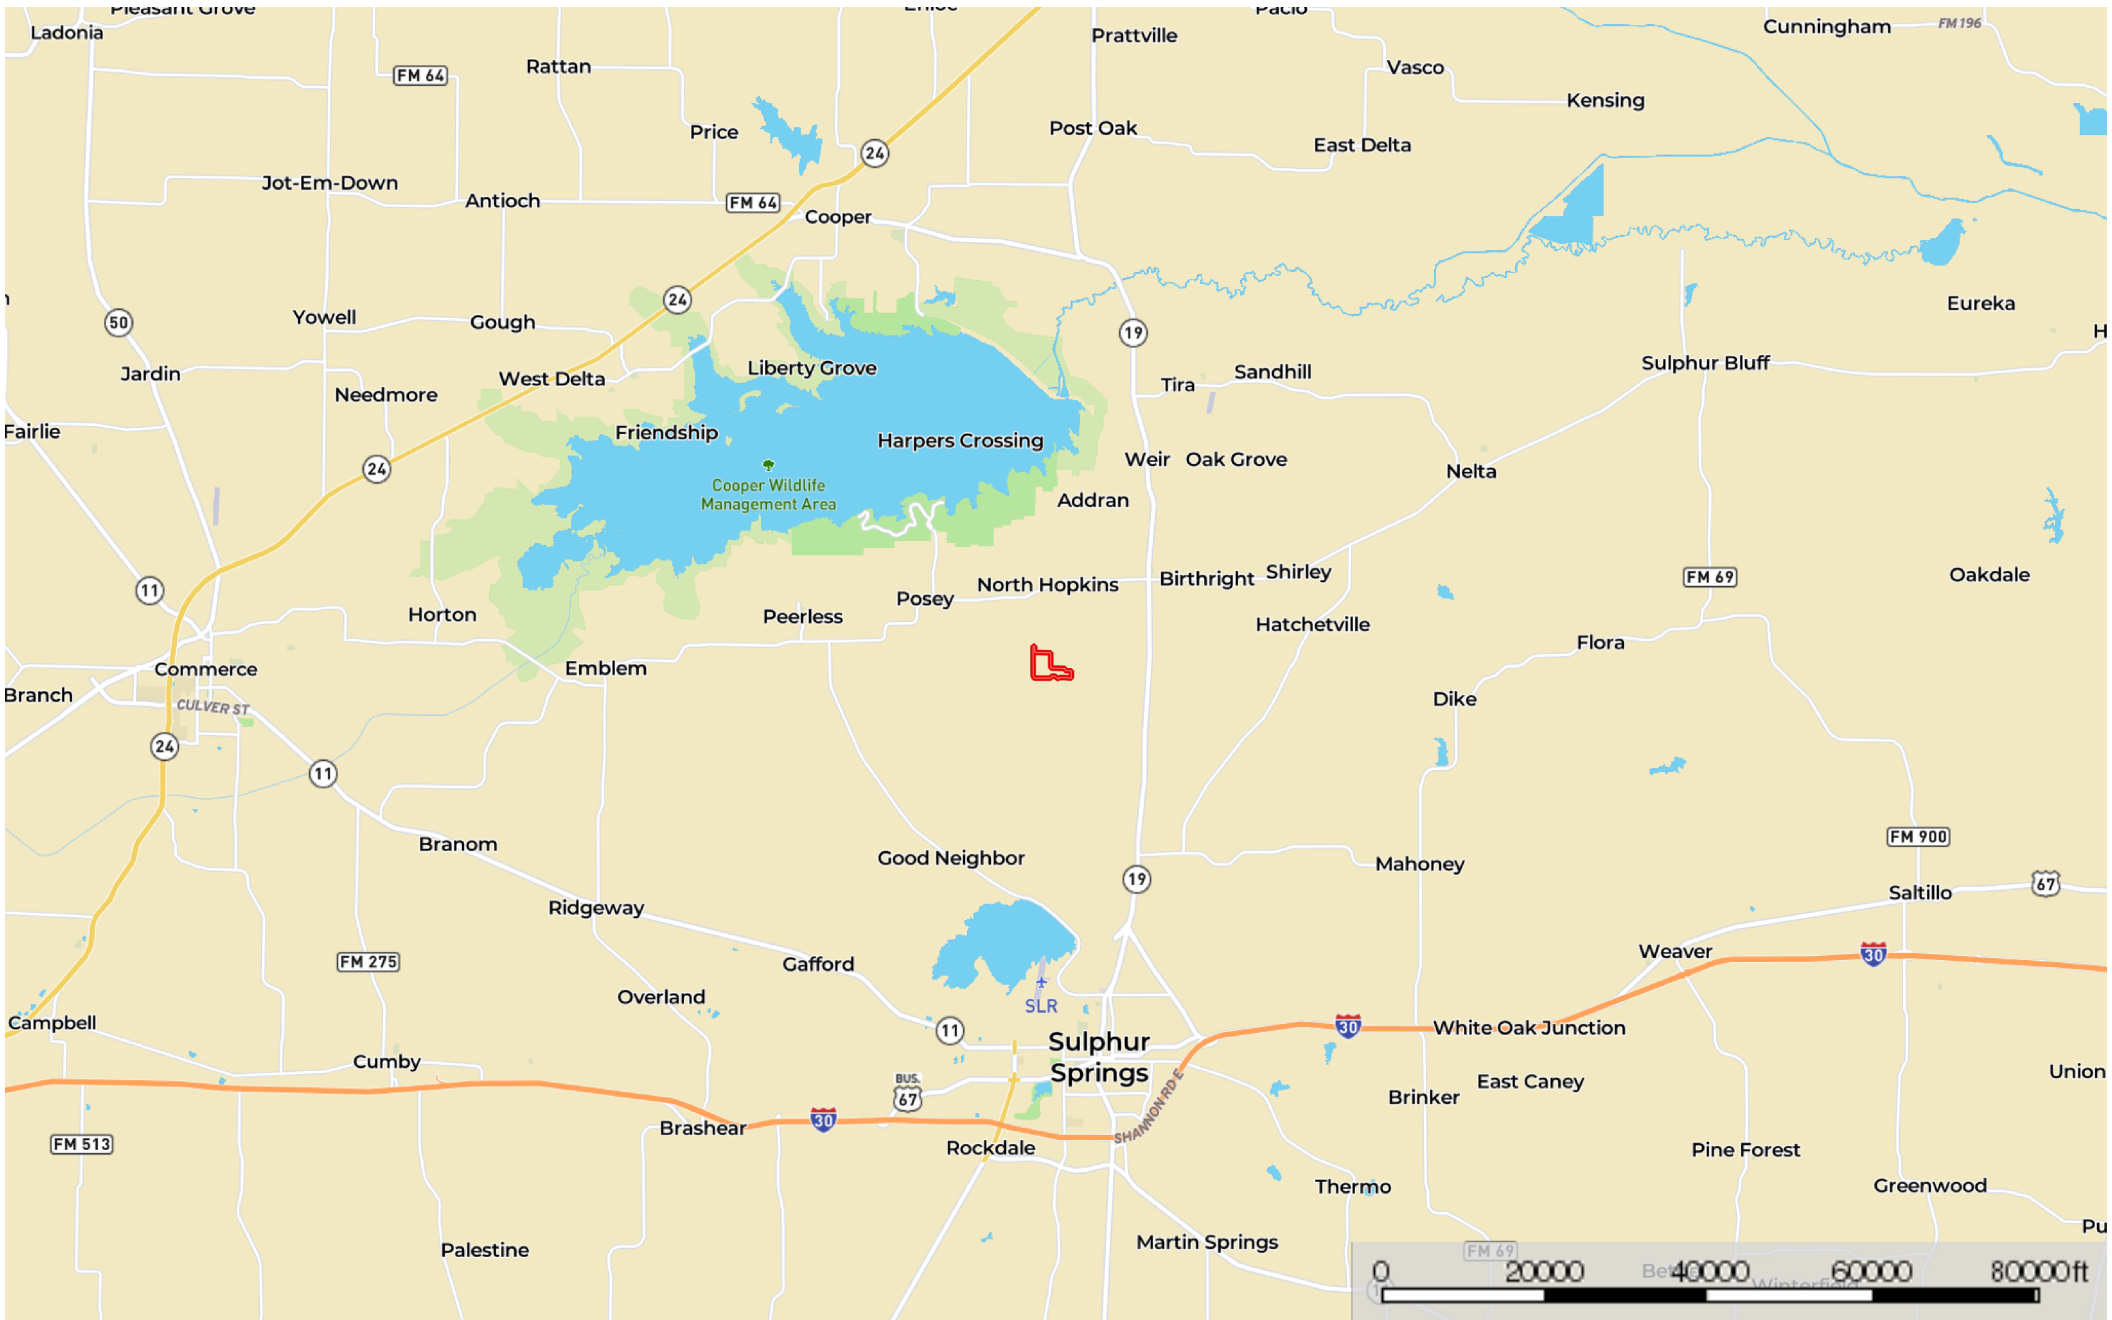 Pleasant Grove
Enloe
Pacio
Ladonia
Cunningham
FM 196
Prattville
FM 64
Rattan
Vasco
Kensing
Price
Post Oak
24
East Delta
Jot-Em-Down
Antioch
FM 64
Cooper
24
50
Yowell
Gough
19
Eureka
H
Jardin
West Delta
Liberty Grove
Tira
Sandhill
Sulphur Bluff
Needmore
Fairlie
Friendship
Harpers Crossing
24
Cooper Wildlife
Management Area
Weir
Oak Grove
Nelta
Addran
11
North Hopkins
Birthright
Shirley
FM 69
Oakdale
Horton
Peerless
Posey
Hatchetville
Flora
Commerce
Emblem
Branch
CULVER ST
Dike
24
11
Branom
Good Neighbor
Mahoney
FM 900
19
67
Saltillo
Ridgeway
FM 275
Gafford
Weaver
30
Overland
SLR
Campbell
11
30
White Oak Junction
Cumby
Sulphur
Springs
Union
BUS.
67
SHANNON RD E
East Caney
Brinker
FM 513
Brashear
30
Rockdale
Pine Forest
Thermo
Greenwood
Palestine
Martin Springs
Pu
FM 69
Winterfield
0
20000
40000
60000
80000 ft